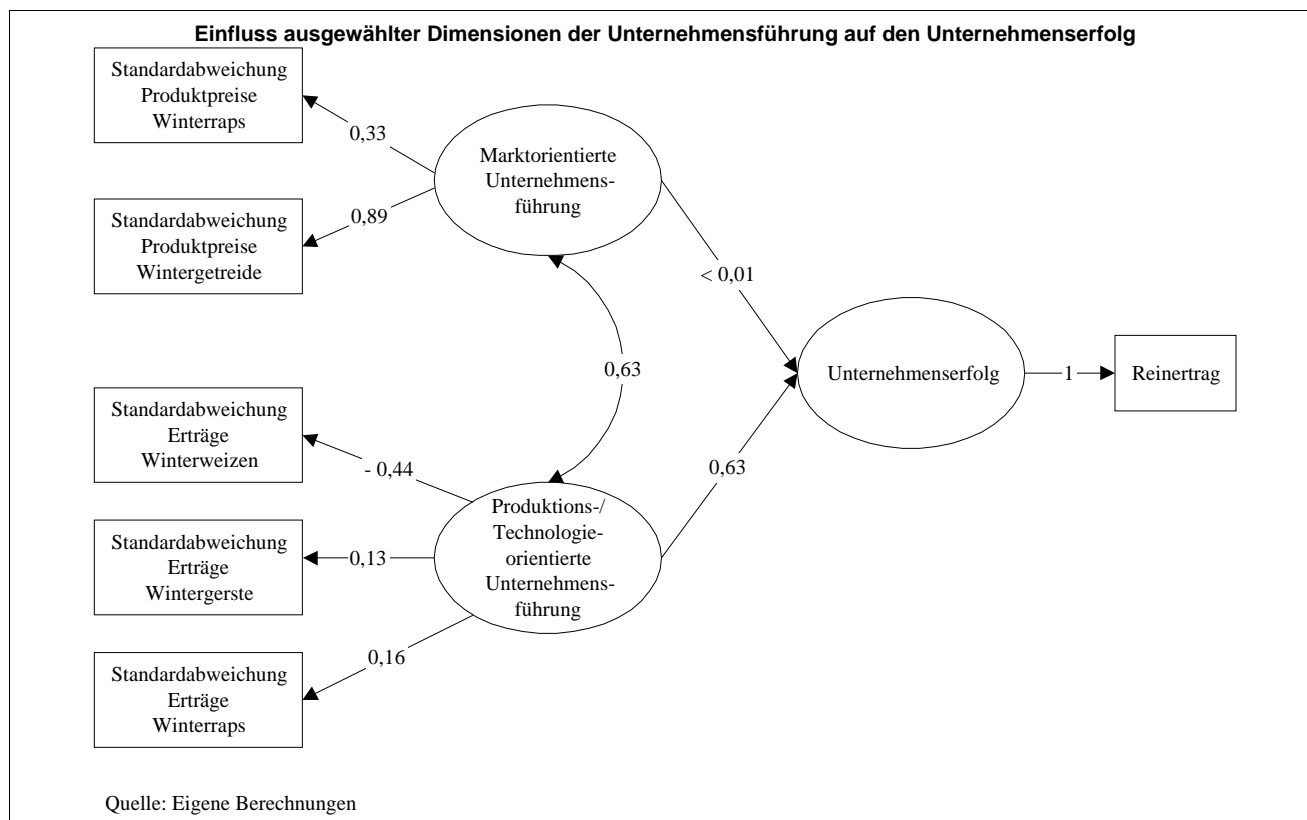 Einfluss ausgewählter Dimensionen der Unternehmensführung auf den Unternehmenserfolg
Standardabweichung
Produktpreise
Winterraps
0,33
Marktorientierte
Unternehmens-
führung
Standardabweichung
Produktpreise
Wintergetreide
0,89
< 0,01
0,63
Unternehmenserfolg
1
Reinertrag
Standardabweichung
Erträge
Winterweizen
- 0,44
0,63
Produktions-/
Technologie-
orientierte
Unternehmens-
führung
Standardabweichung
Erträge
Wintergerste
0,13
Standardabweichung
Erträge
Winterraps
0,16
Quelle: Eigene Berechnungen